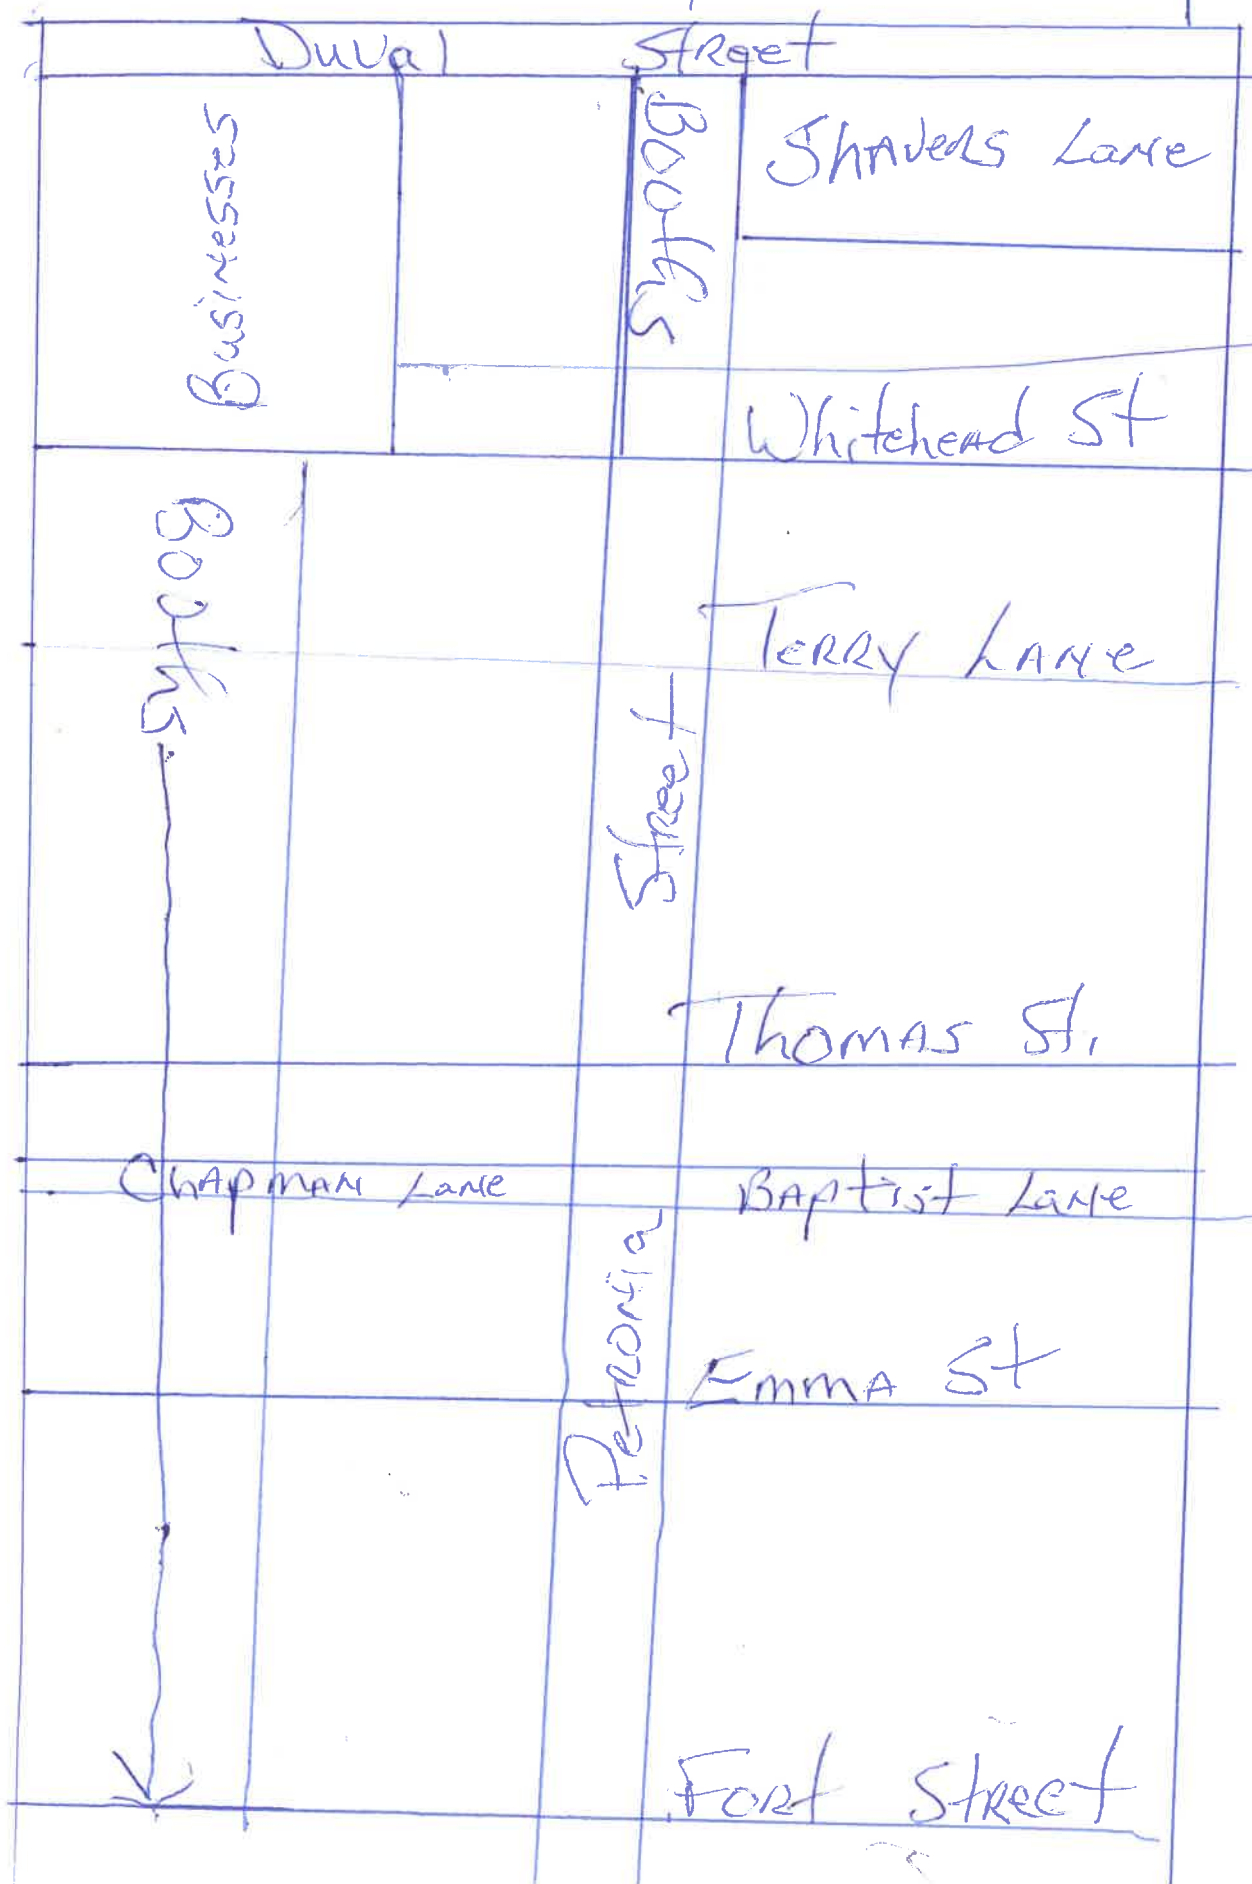 Duval Street
Businesses
Booths
Shavers Lane
Whitehead St
Booths
Terry Lane
Street
Thomas St.
Chapman Lane
Baptist Lane
Petronia
Emma St
Fort Street